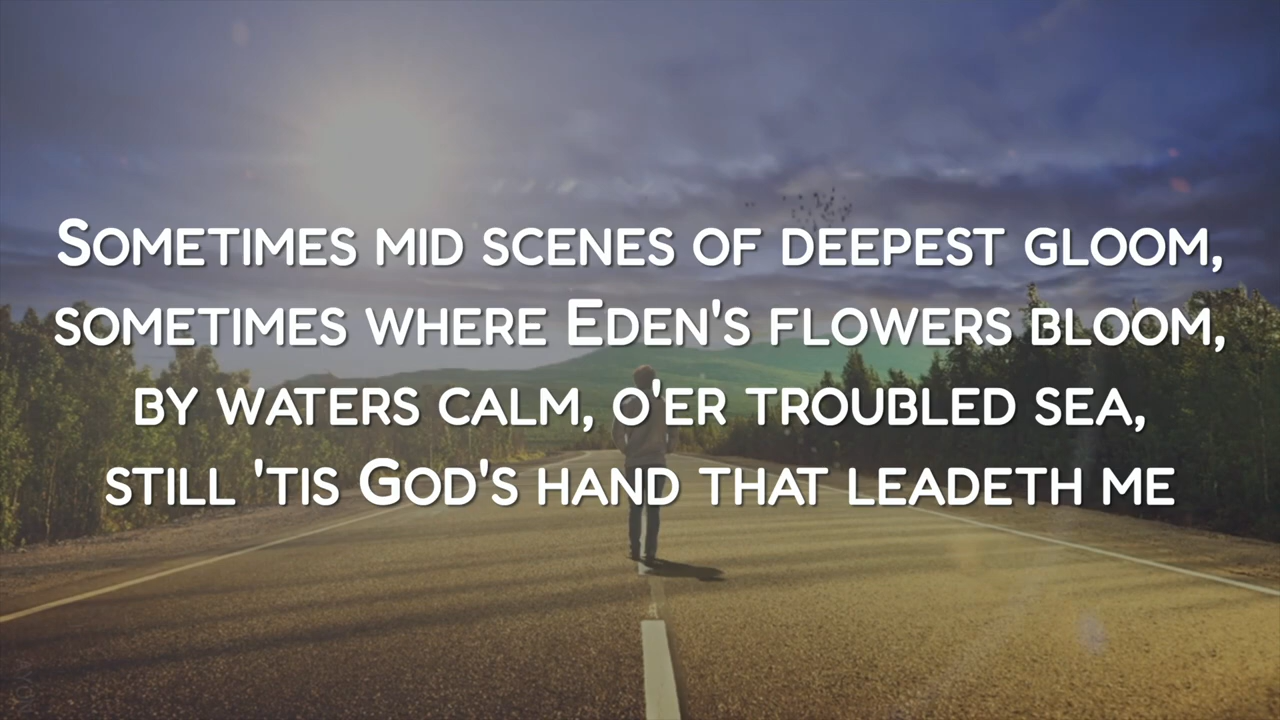 Sometimes mid scenes of deepest gloom,
sometimes where Eden's flowers bloom,
by waters calm, o'er troubled sea,
still 'tis God's hand that leadeth me